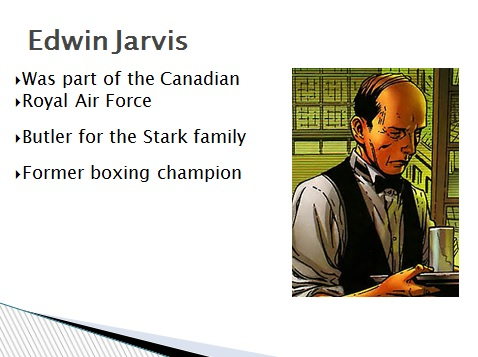 Edwin Jarvis
Was part of the Canadian
Royal Air Force
Butler for the Stark family
Former boxing champion